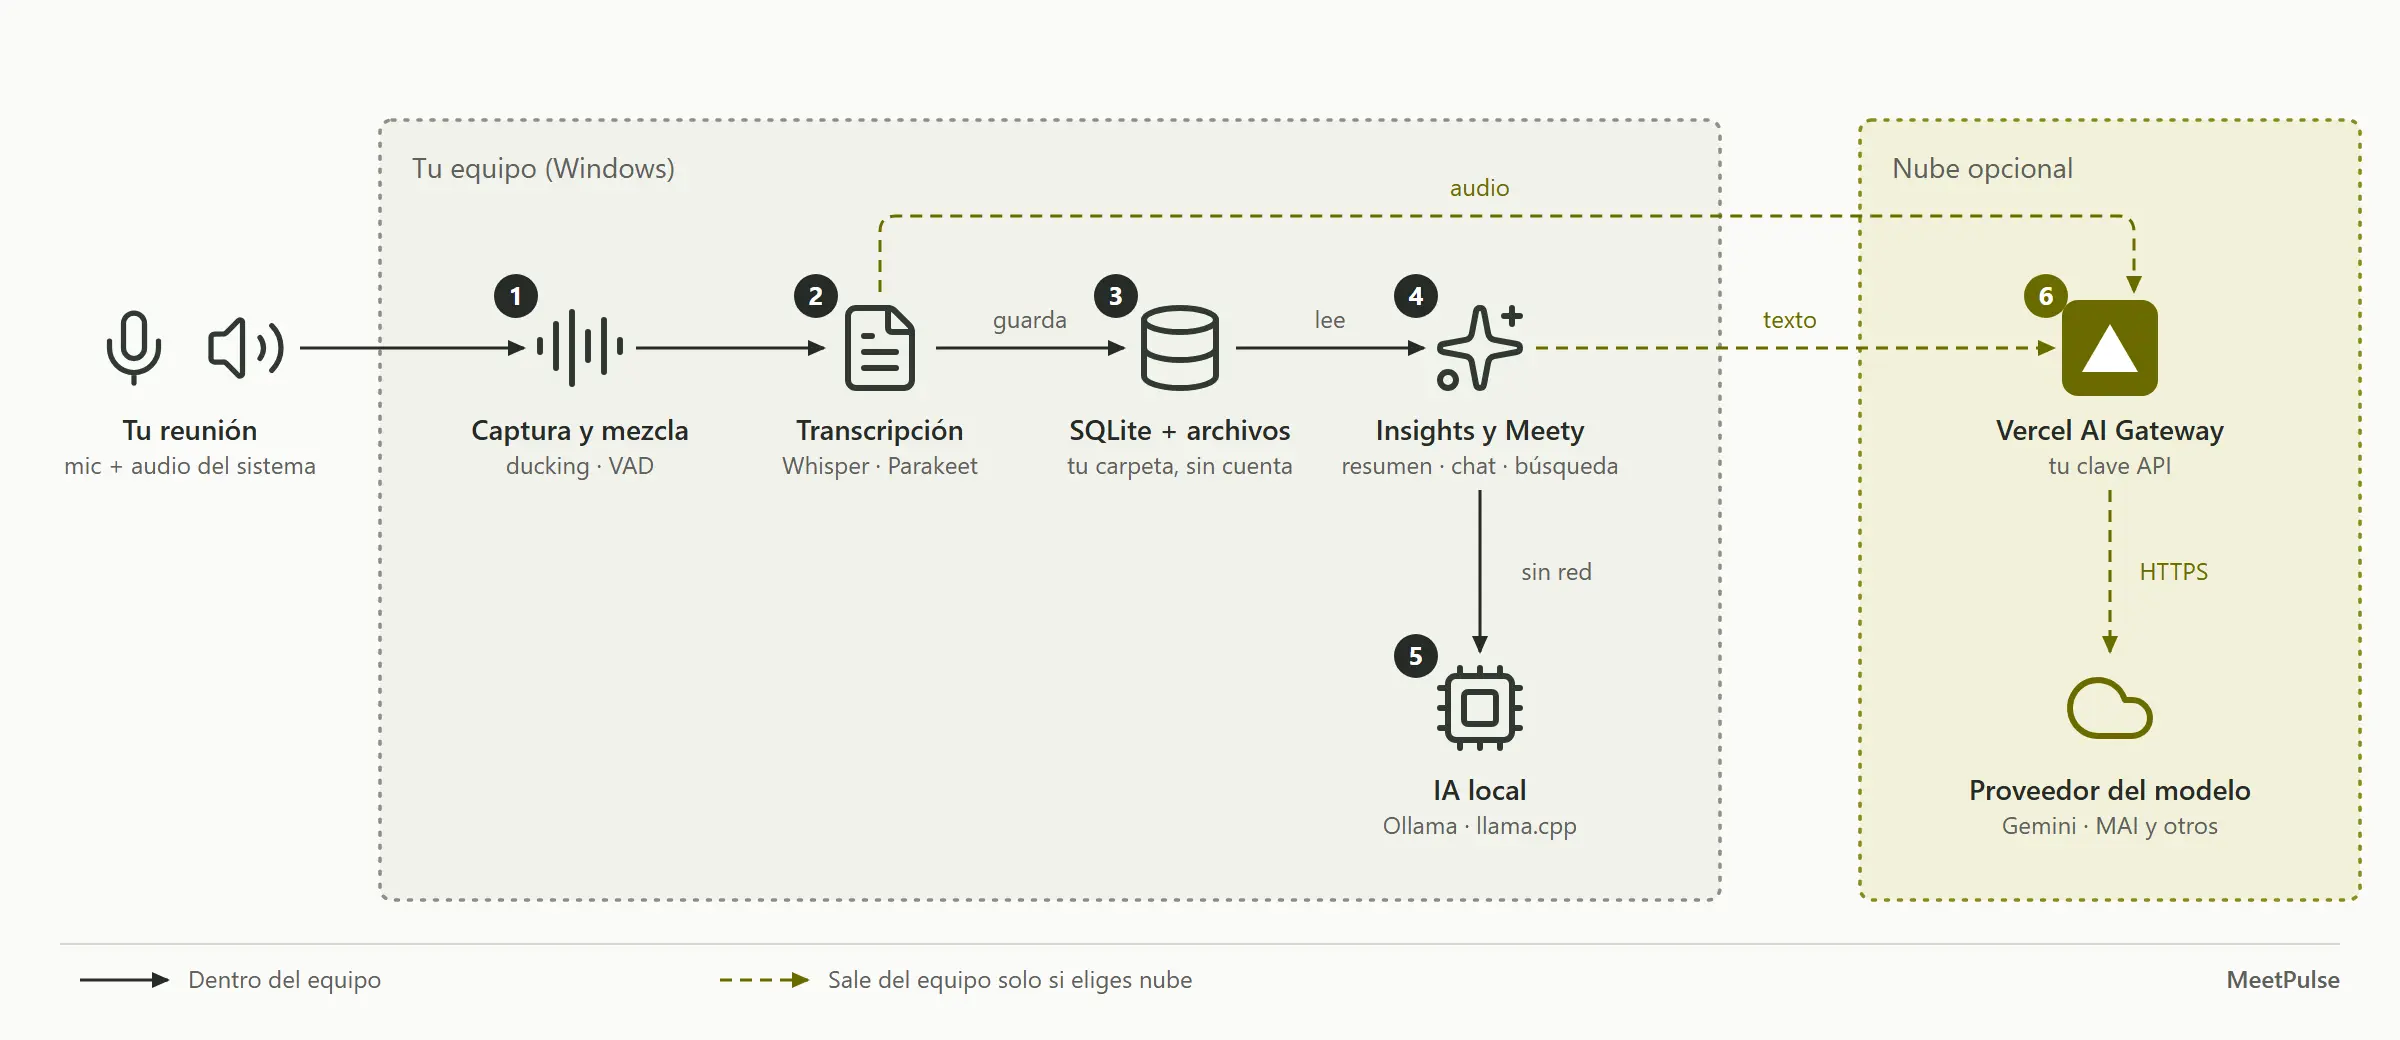 Tu equipo (Windows)
Nube opcional
audio
1
2
3
4
6
guarda
lee
texto
Tu reunión
mic + audio del sistema
Captura y mezcla
ducking · VAD
Transcripción
Whisper · Parakeet
SQLite + archivos
tu carpeta, sin cuenta
Insights y Meety
resumen · chat · búsqueda
Vercel AI Gateway
tu clave API
sin red
HTTPS
5
IA local
Ollama · llama.cpp
Proveedor del modelo
Gemini · MAI y otros
Dentro del equipo
Sale del equipo solo si eliges nube
MeetPulse